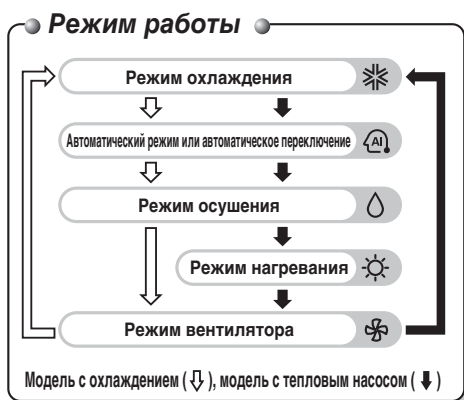 Режим работы
Режим охлаждения
Автоматический режим или автоматическое переключение
AI
Режим осушения
Режим нагревания
Режим вентилятора
Модель с охлаждением ( ), модель с тепловым насосом ( )